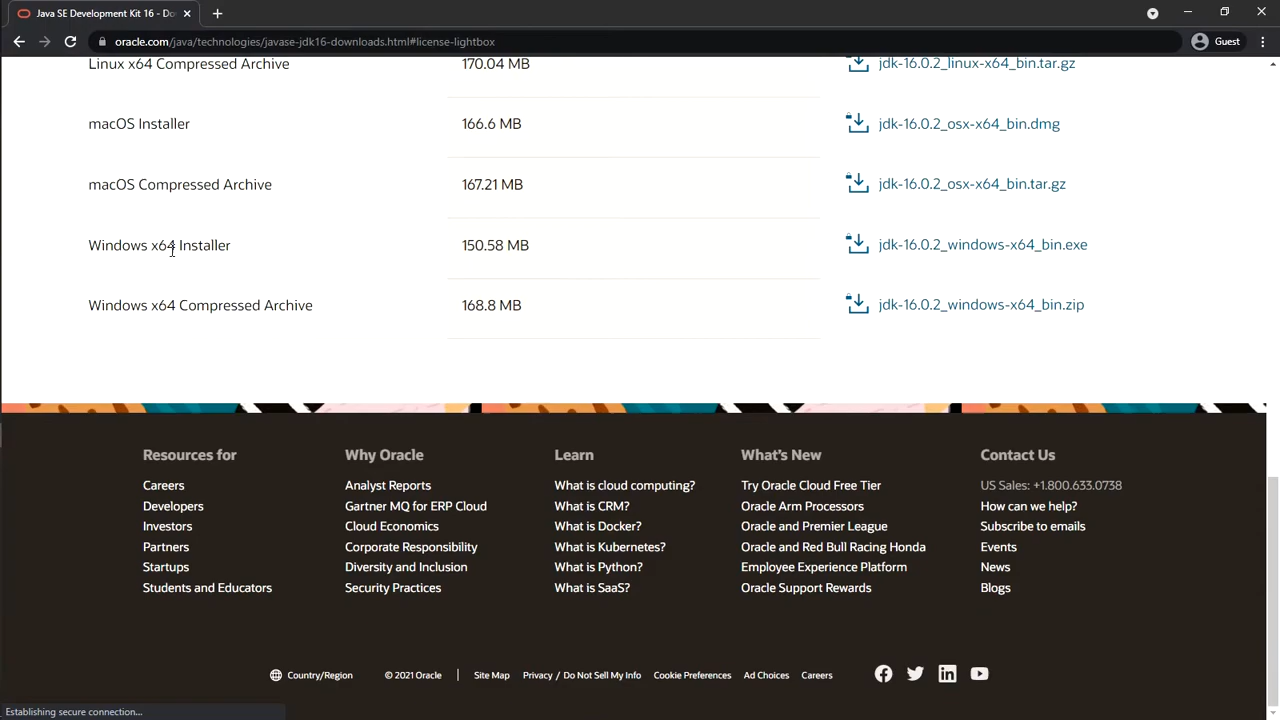 Java SE Development Kit 16 - Do
oracle.com/java/technologies/javase-jdk16-downloads.html#license-lightbox
Guest
Linux x64 Compressed Archive 170.04 MB jdk-16.0.2_linux-x64_bin.tar.gz
macOS Installer 166.6 MB jdk-16.0.2_osx-x64_bin.dmg
macOS Compressed Archive 167.21 MB jdk-16.0.2_osx-x64_bin.tar.gz
Windows x64 Installer 150.58 MB jdk-16.0.2_windows-x64_bin.exe
Windows x64 Compressed Archive 168.8 MB jdk-16.0.2_windows-x64_bin.zip
Resources for
Careers
Developers
Investors
Partners
Startups
Students and Educators
Why Oracle
Analyst Reports
Gartner MQ for ERP Cloud
Cloud Economics
Corporate Responsibility
Diversity and Inclusion
Security Practices
Learn
What is cloud computing?
What is CRM?
What is Docker?
What is Kubernetes?
What is Python?
What is SaaS?
What's New
Try Oracle Cloud Free Tier
Oracle Arm Processors
Oracle and Premier League
Oracle and Red Bull Racing Honda
Employee Experience Platform
Oracle Support Rewards
Contact Us
US Sales: +1.800.633.0738
How can we help?
Subscribe to emails
Events
News
Blogs
Country/Region © 2021 Oracle | Site Map Privacy / Do Not Sell My Info Cookie Preferences Ad Choices Careers
Establishing secure connection...